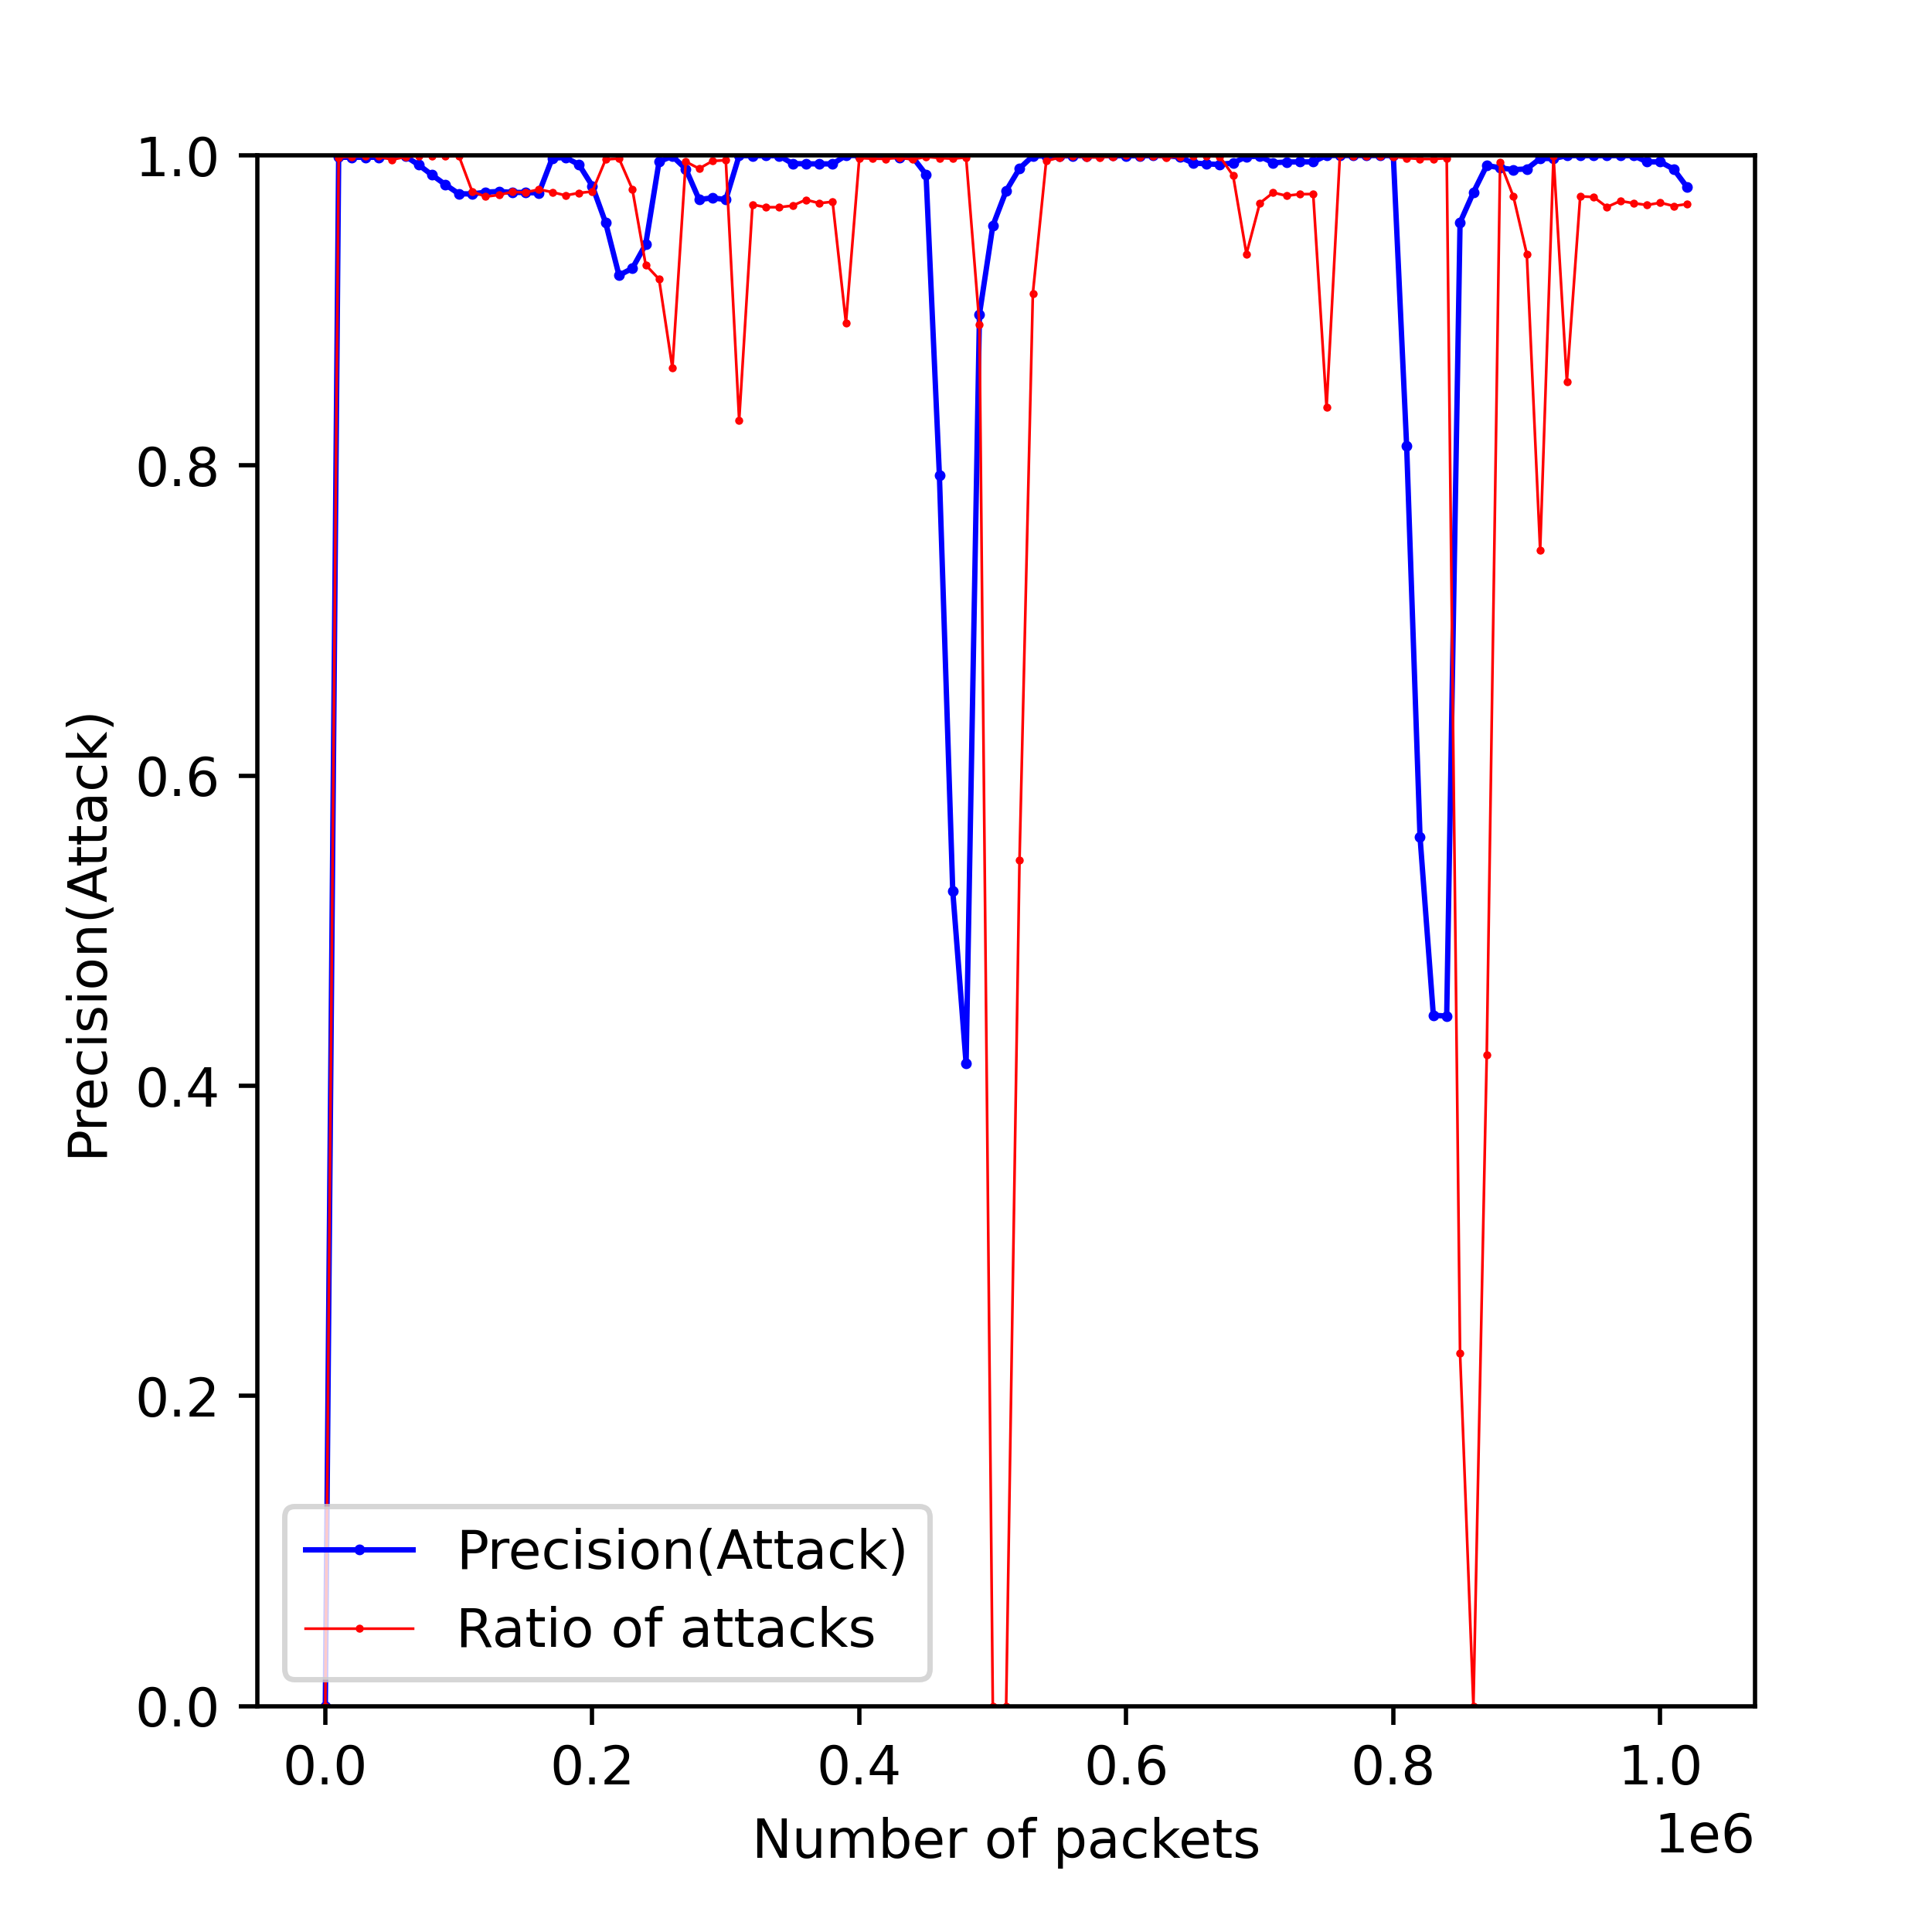 1.0
0.8
0.6
0.4
0.2
0.0
Precision(Attack)
Precision(Attack)
Ratio of attacks
0.0 0.2 0.4 0.6 0.8 1.0
1e6
Number of packets